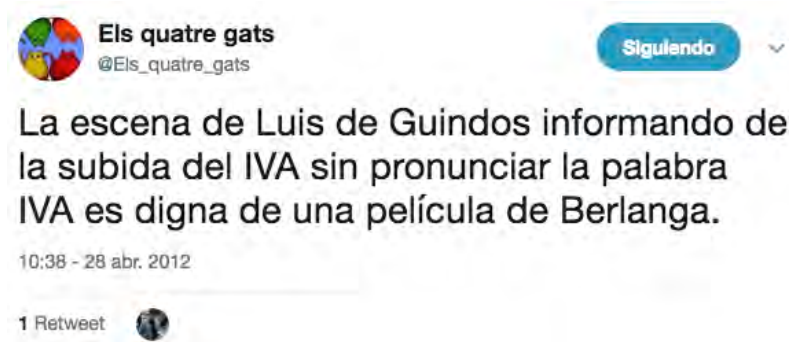 Els quatre gats
@Els_quatre_gats
Siguiendo
La escena de Luis de Guindos informando de
la subida del IVA sin pronunciar la palabra
IVA es digna de una película de Berlanga.
10:38 - 28 abr. 2012
1 Retweet